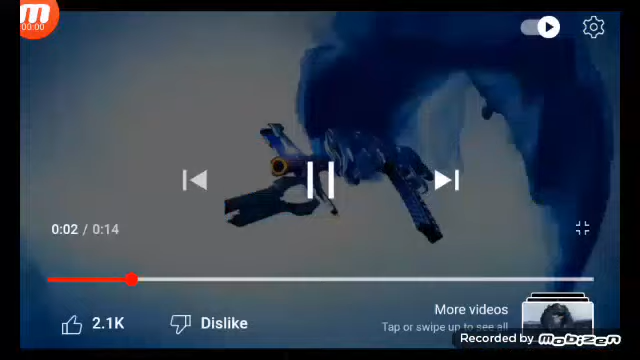 00:00
0:02 / 0:14
2.1K
Dislike
More videos
Tap or swipe up to see all
Recorded by mobizen